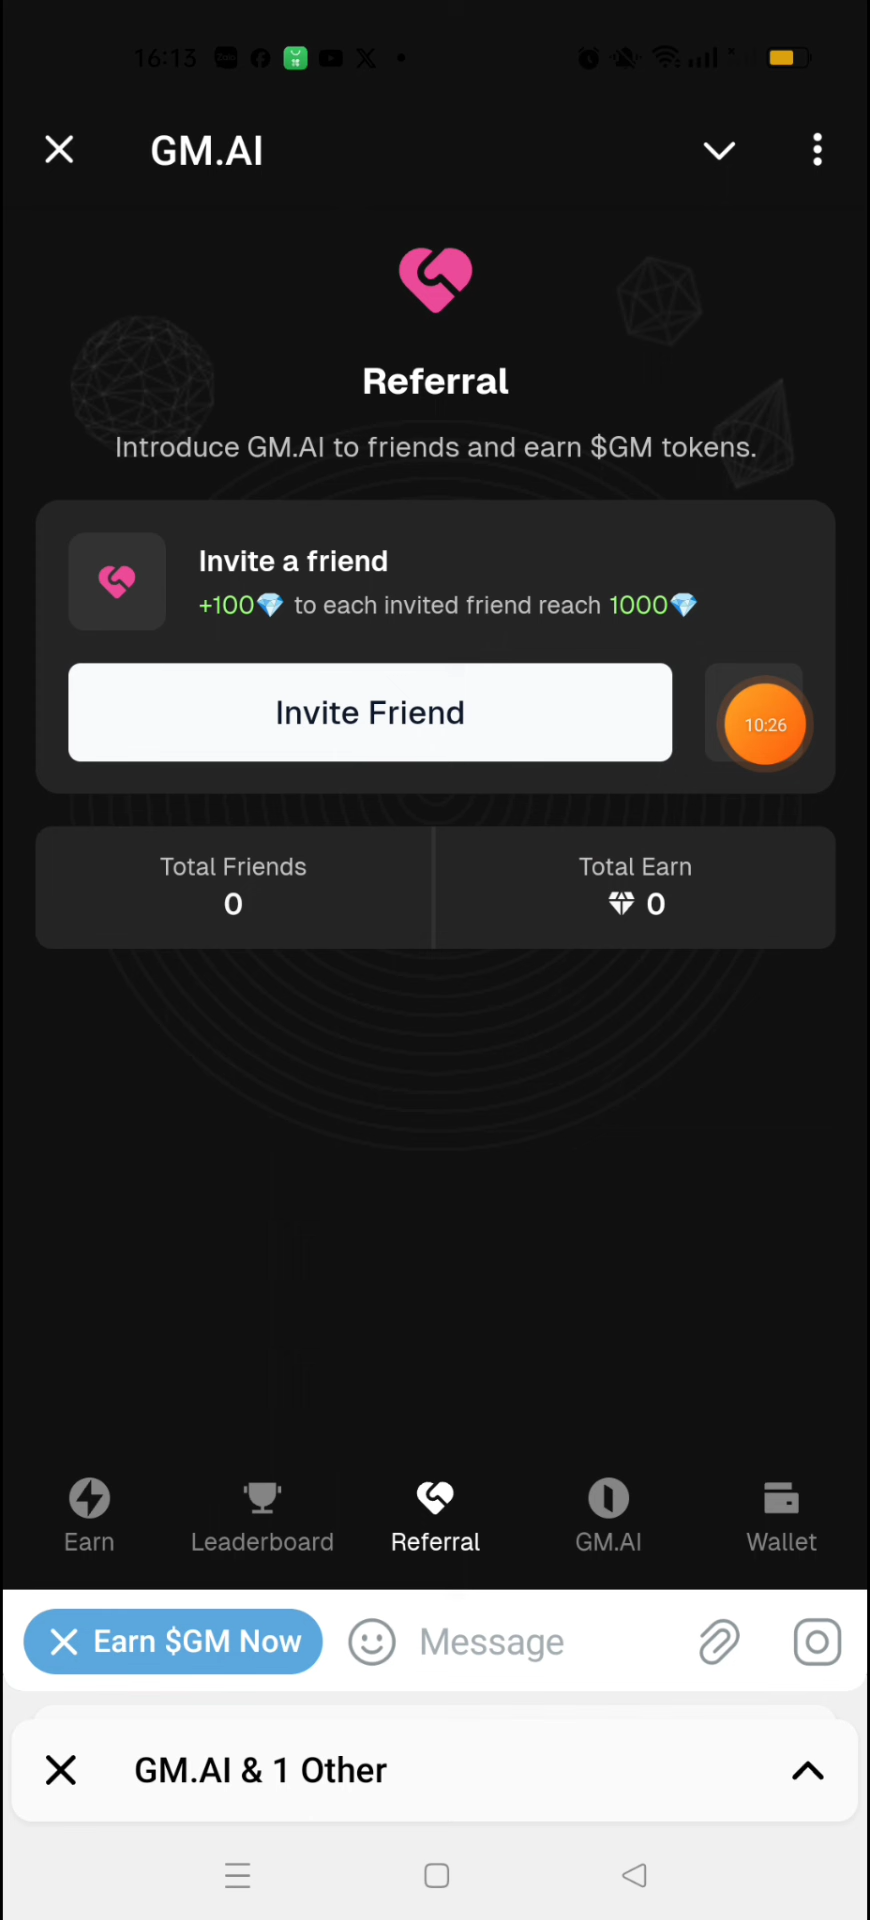 16:13
GM.AI
Referral
Introduce GM.AI to friends and earn $GM tokens.
Invite a friend
+100💎 to each invited friend reach 1000💎
Invite Friend
10:26
Total Friends
0
Total Earn
0
Earn
Leaderboard
Referral
GM.AI
Wallet
Earn $GM Now
Message
GM.AI & 1 Other